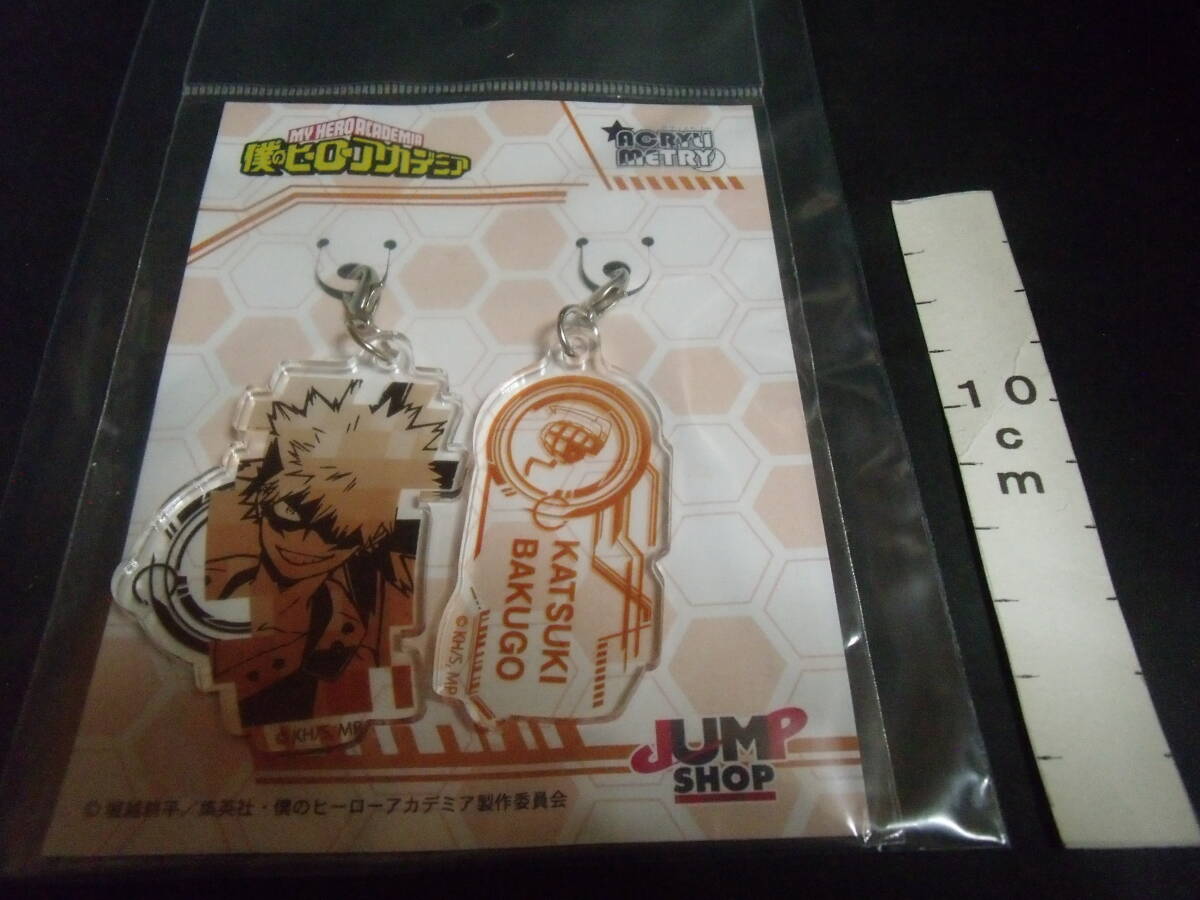 MY HERO ACADEMIA
僕のヒーローアカデミア
ACRYLI
METRY
KATSUKI
BAKUGO
©KH/S, MP
©KH/S, MP
JUMP
SHOP
© 堀越耕平／集英社・僕のヒーローアカデミア製作委員会
10
cm